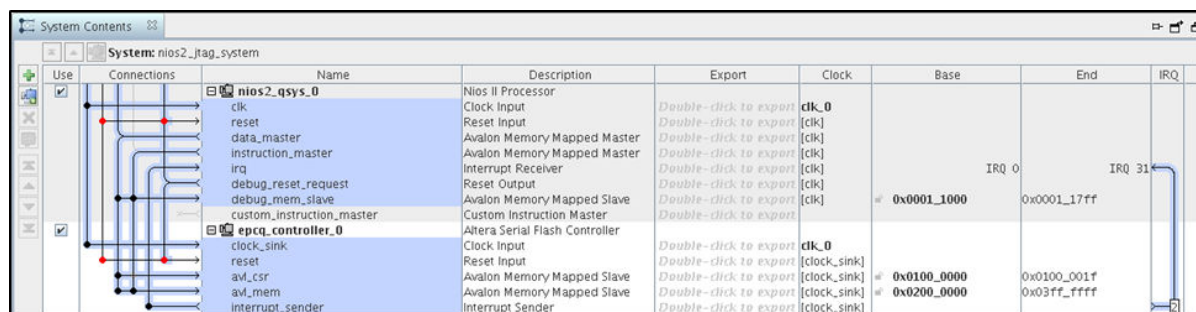 System Contents
System: nios2_jtag_system
Use Connections Name Description Export Clock Base End IRQ
nios2_qsys_0 Nios II Processor
clk Clock Input Double-click to export clk_0
reset Reset Input Double-click to export [clk]
data_master Avalon Memory Mapped Master Double-click to export [clk]
instruction_master Avalon Memory Mapped Master Double-click to export [clk]
irq Interrupt Receiver Double-click to export [clk] IRQ 0 IRQ 31
debug_reset_request Reset Output Double-click to export [clk]
debug_mem_slave Avalon Memory Mapped Slave Double-click to export [clk] 0x0001_1000 0x0001_17ff
custom_instruction_master Custom Instruction Master Double-click to export
epcq_controller_0 Altera Serial Flash Controller
clock_sink Clock Input Double-click to export clk_0
reset Reset Input Double-click to export [clock_sink]
avl_csr Avalon Memory Mapped Slave Double-click to export [clock_sink] 0x0100_0000 0x0100_001f
avl_mem Avalon Memory Mapped Slave Double-click to export [clock_sink] 0x0200_0000 0x03ff_ffff
interrupt_sender Interrupt Sender Double-click to export [clock_sink] 2